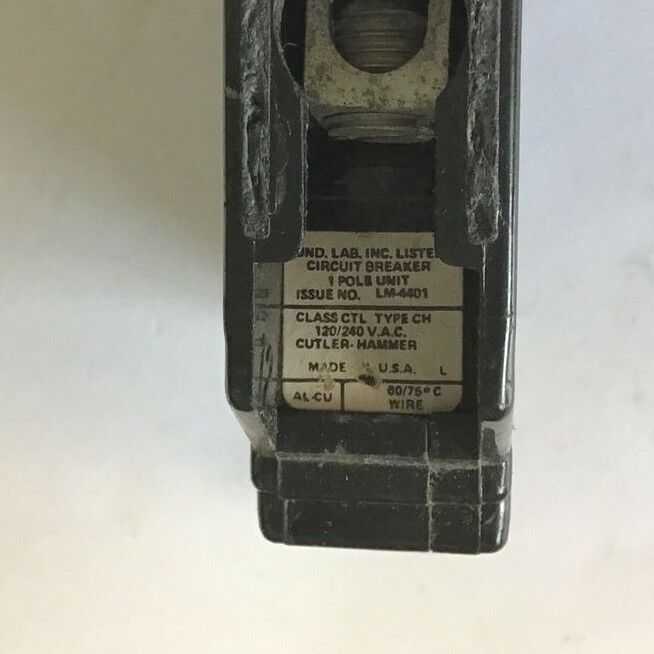 UND. LAB. INC. LISTE
CIRCUIT BREAKER
1 POLE UNIT
ISSUE NO. LM-4401
CLASS CTL TYPE CH
120/240 V.A.C.
CUTLER-HAMMER
MADE U.S.A. L
AL-CU
60/75°C
WIRE